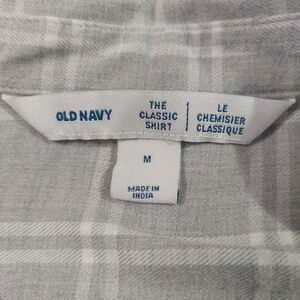 OLD NAVY
THE
CLASSIC
SHIRT
LE
CHEMISIER
CLASSIQUE
M
MADE IN
INDIA